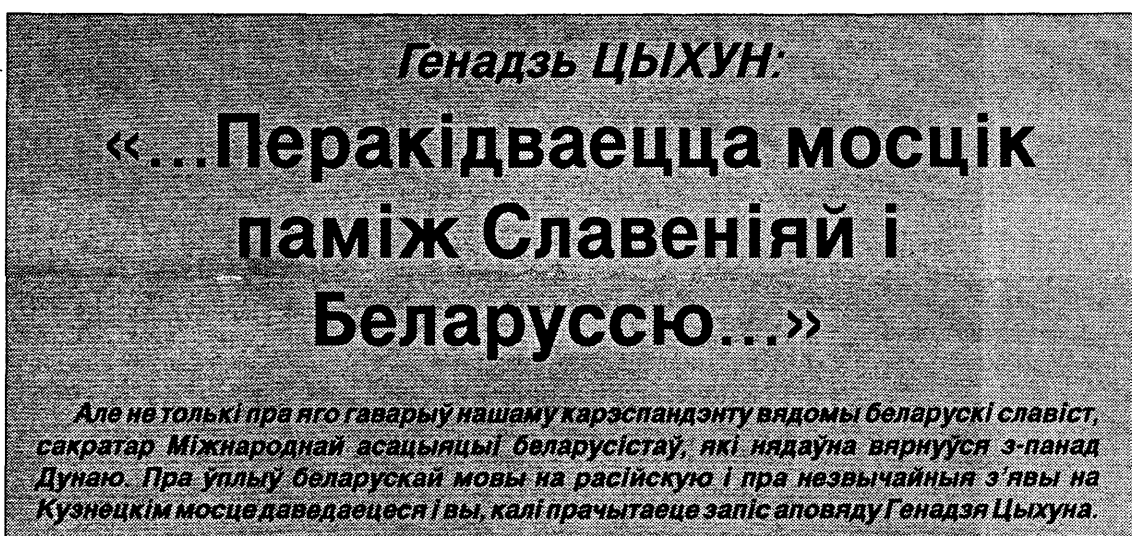 Генадзь ЦЫХУН:
«...Перакідваецца мосцік
паміж Славеніяй і
Беларуссю...»
Але не толькі пра яго гаварыў нашаму карэспандэнту вядомы беларускі славіст,
сакратар Міжнароднай асацыяцыі беларусістаў, які нядаўна вярнуўся з-панад
Дунаю. Пра ўплыў беларускай мовы на расійскую і пра незвычайныя з'явы на
Кузнецкім мосце даведаецеся і вы, калі прачытаеце запіс аповяду Генадзя Цыхуна.